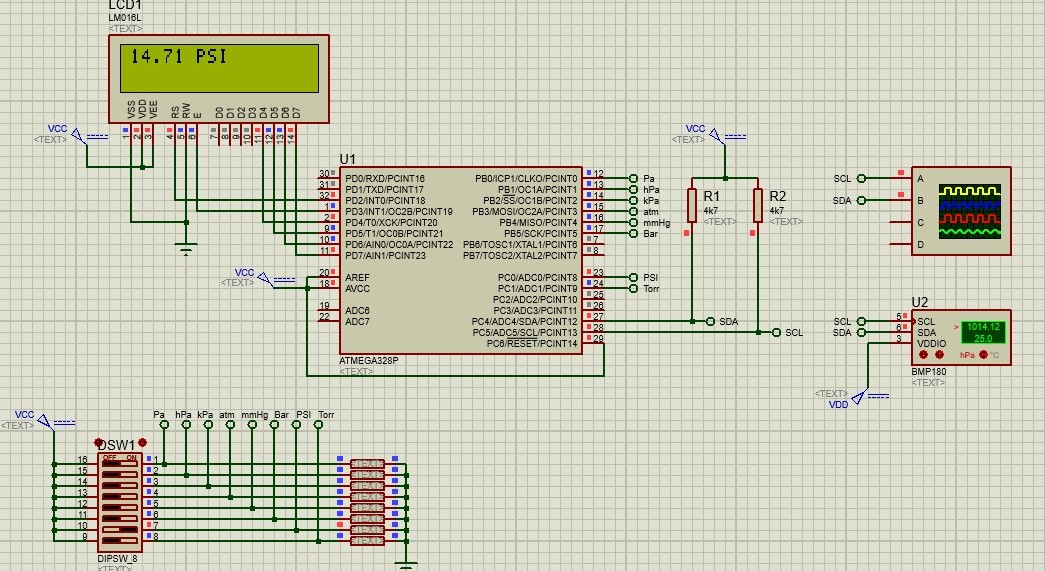 LCD1
LM016L
<TEXT>
14.71 PSI
VSS VDD VEE RS RW E D0 D1 D2 D3 D4 D5 D6 D7
1 2 3 4 5 6 7 8 9 10 11 12 13 14
VCC
<TEXT>
U1
30 PD0/RXD/PCINT16
31 PD1/TXD/PCINT17
32 PD2/INT0/PCINT18
1 PD3/INT1/OC2B/PCINT19
2 PD4/T0/XCK/PCINT20
9 PD5/T1/OC0B/PCINT21
10 PD6/AIN0/OC0A/PCINT22
11 PD7/AIN1/PCINT23
20 AREF
18 AVCC
19 ADC6
22 ADC7
PB0/ICP1/CLKO/PCINT0 12 Pa
PB1/OC1A/PCINT1 13 hPa
PB2/SS/OC1B/PCINT2 14 kPa
PB3/MOSI/OC2A/PCINT3 15 atm
PB4/MISO/PCINT4 16 mmHg
PB5/SCK/PCINT5 17 Bar
PB6/TOSC1/XTAL1/PCINT6 7
PB7/TOSC2/XTAL2/PCINT7 8
PC0/ADC0/PCINT8 23 PSI
PC1/ADC1/PCINT9 24 Torr
PC2/ADC2/PCINT10 25
PC3/ADC3/PCINT11 26
PC4/ADC4/SDA/PCINT12 27 SDA
PC5/ADC5/SCL/PCINT13 28 SCL
PC6/RESET/PCINT14 29
ATMEGA328P
<TEXT>
VCC
<TEXT>
VCC
<TEXT>
R1
4k7
<TEXT>
R2
4k7
<TEXT>
SCL A
SDA B
C
D
U2
SCL 5 SCL
SDA 6 SDA
3 VDDIO
> 1014.12
25.0
hPa °C
BMP180
<TEXT>
<TEXT>
VDD
VCC
<TEXT>
Pa hPa kPa atm mmHg Bar PSI Torr
DSW1
OFF ON
16 1 <TEXT>
15 2 <TEXT>
14 3 <TEXT>
13 4 <TEXT>
12 5 <TEXT>
11 6 <TEXT>
10 7 <TEXT>
9 8 <TEXT>
DIPSW_8
<TEXT>